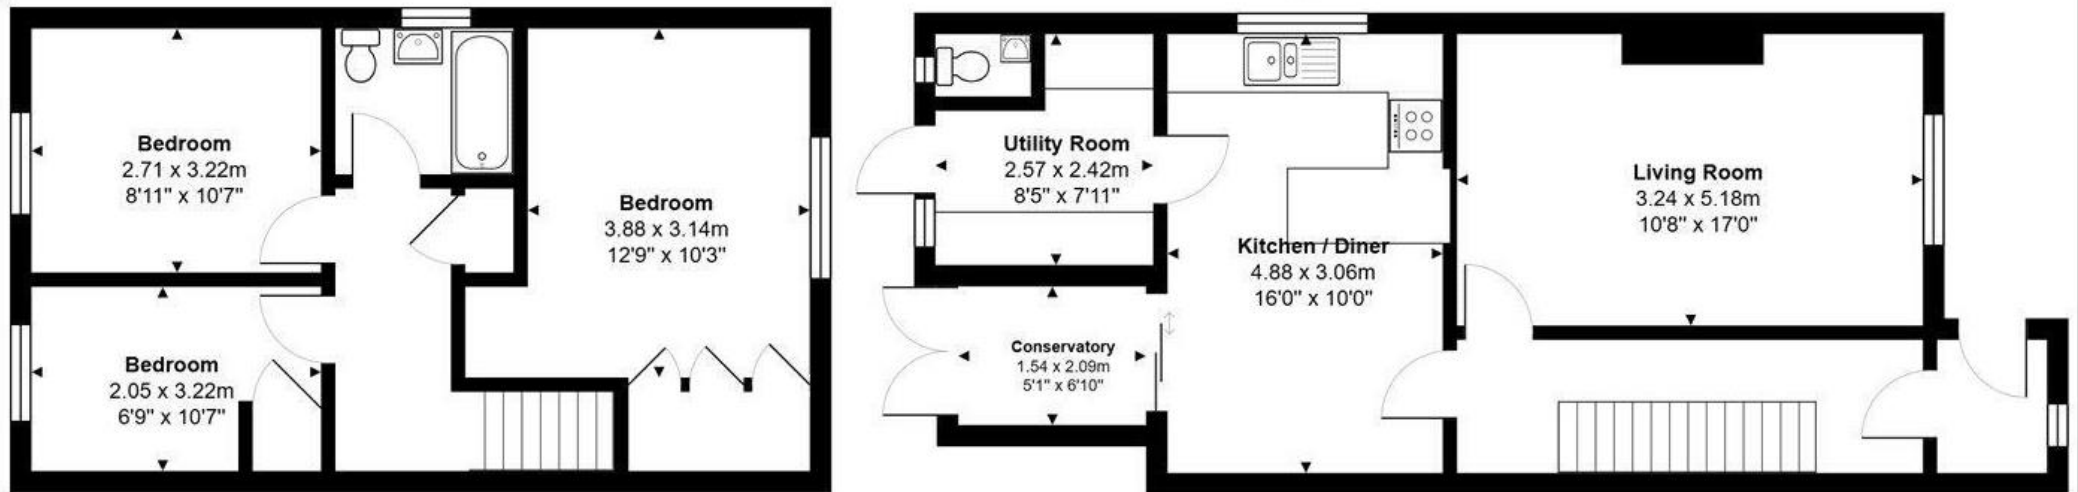 Bedroom
2.71 x 3.22m
8'11" x 10'7"
Bedroom
3.88 x 3.14m
12'9" x 10'3"
Bedroom
2.05 x 3.22m
6'9" x 10'7"
Utility Room
2.57 x 2.42m
8'5" x 7'11"
Kitchen / Diner
4.88 x 3.06m
16'0" x 10'0"
Living Room
3.24 x 5.18m
10'8" x 17'0"
Conservatory
1.54 x 2.09m
5'1" x 6'10"